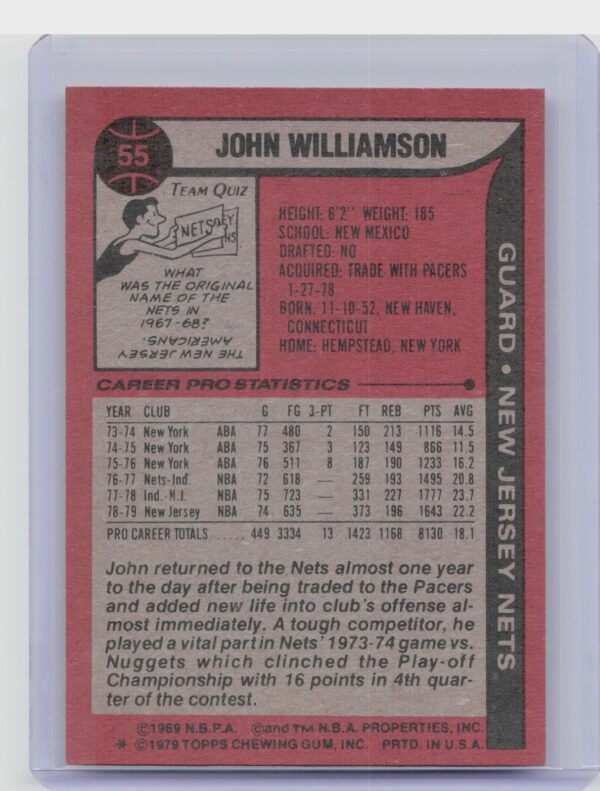 55
JOHN WILLIAMSON
TEAM QUIZ
NETS
WHAT
WAS THE ORIGINAL
NAME OF THE
NETS IN
1967-68?
THE NEW JERSEY
AMERICANS.
HEIGHT: 6'2" WEIGHT: 185
SCHOOL: NEW MEXICO
DRAFTED: NO
ACQUIRED: TRADE WITH PACERS
1-27-78
BORN: 11-10-52, NEW HAVEN,
CONNECTICUT
HOME: HEMPSTEAD, NEW YORK
GUARD • NEW JERSEY NETS
CAREER PRO STATISTICS
YEAR CLUB G FG 3-PT FT REB PTS AVG
73-74 New York ABA 77 480 2 150 213 1116 14.5
74-75 New York ABA 75 367 3 123 149 866 11.5
75-76 New York ABA 76 511 8 187 190 1233 16.2
76-77 Nets-Ind. NBA 72 618 — 259 193 1495 20.8
77-78 Ind.-N.J. NBA 75 723 — 331 227 1777 23.7
78-79 New Jersey NBA 74 635 — 373 196 1643 22.2
PRO CAREER TOTALS ..... 449 3334 13 1423 1168 8130 18.1
John returned to the Nets almost one year
to the day after being traded to the Pacers
and added new life into club's offense al-
most immediately. A tough competitor, he
played a vital part in Nets' 1973-74 game vs.
Nuggets which clinched the Play-off
Championship with 16 points in 4th quar-
ter of the contest.
©1969 N.B.P.A. ©and TM N.B.A. PROPERTIES, INC.
* ©1979 TOPPS CHEWING GUM, INC. PRTD. IN U.S.A.